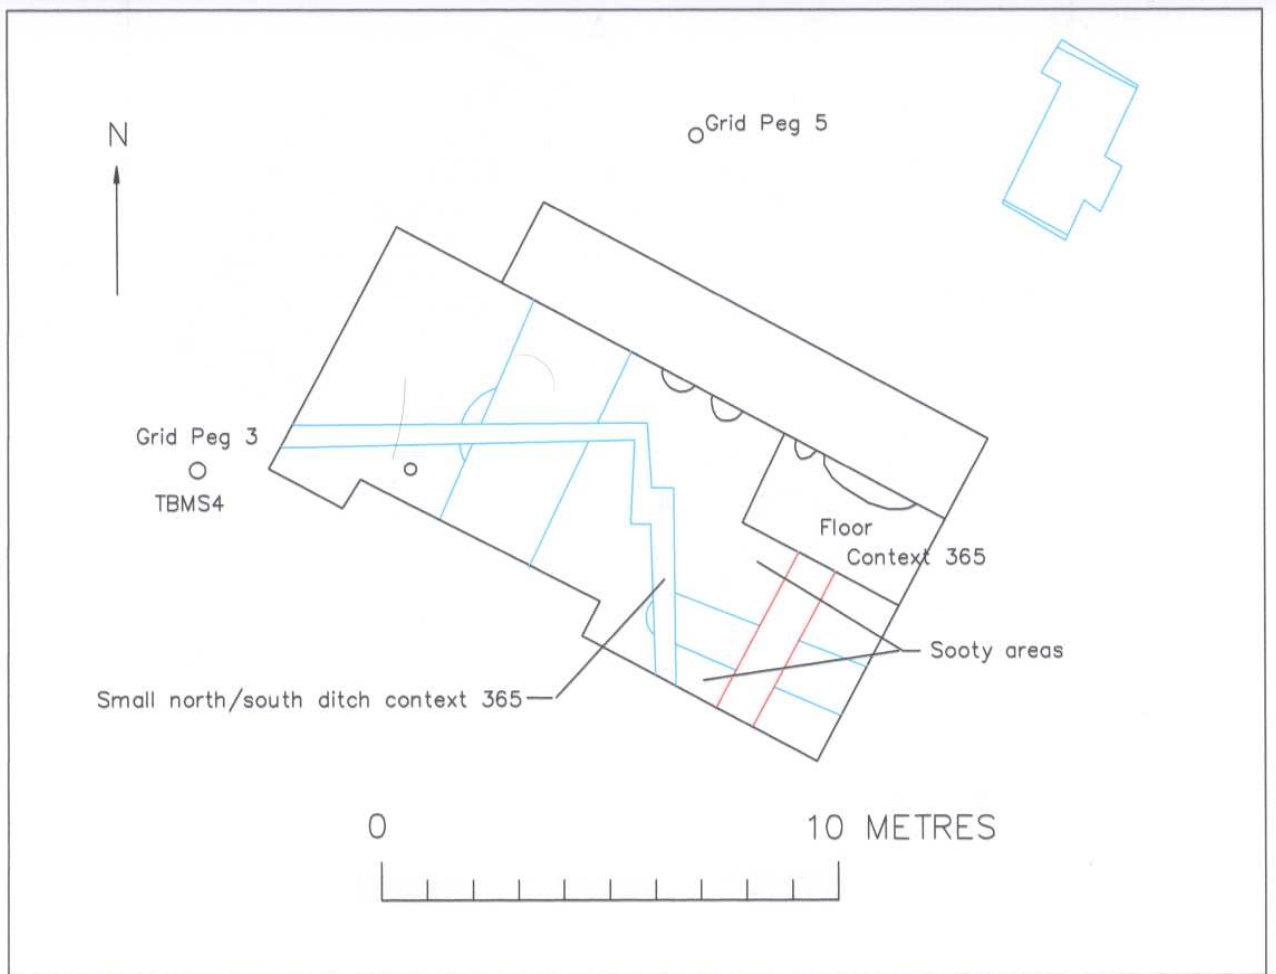 N
Grid Peg 5
Grid Peg 3
TBMS4
Floor
Context 365
Sooty areas
Small north/south ditch context 365
0 10 METRES